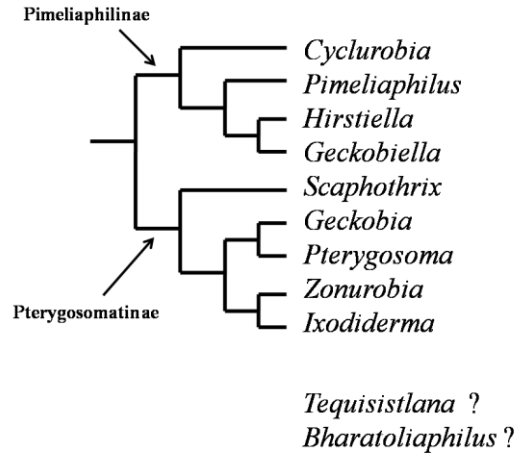 Pimeliaphilinae
Cyclurobia
Pimeliaphilus
Hirstiella
Geckobiella
Scaphothrix
Geckobia
Pterygosoma
Zonurobia
Ixodiderma
Pterygosomatinae
Tequisistlana ?
Bharatoliaphilus ?